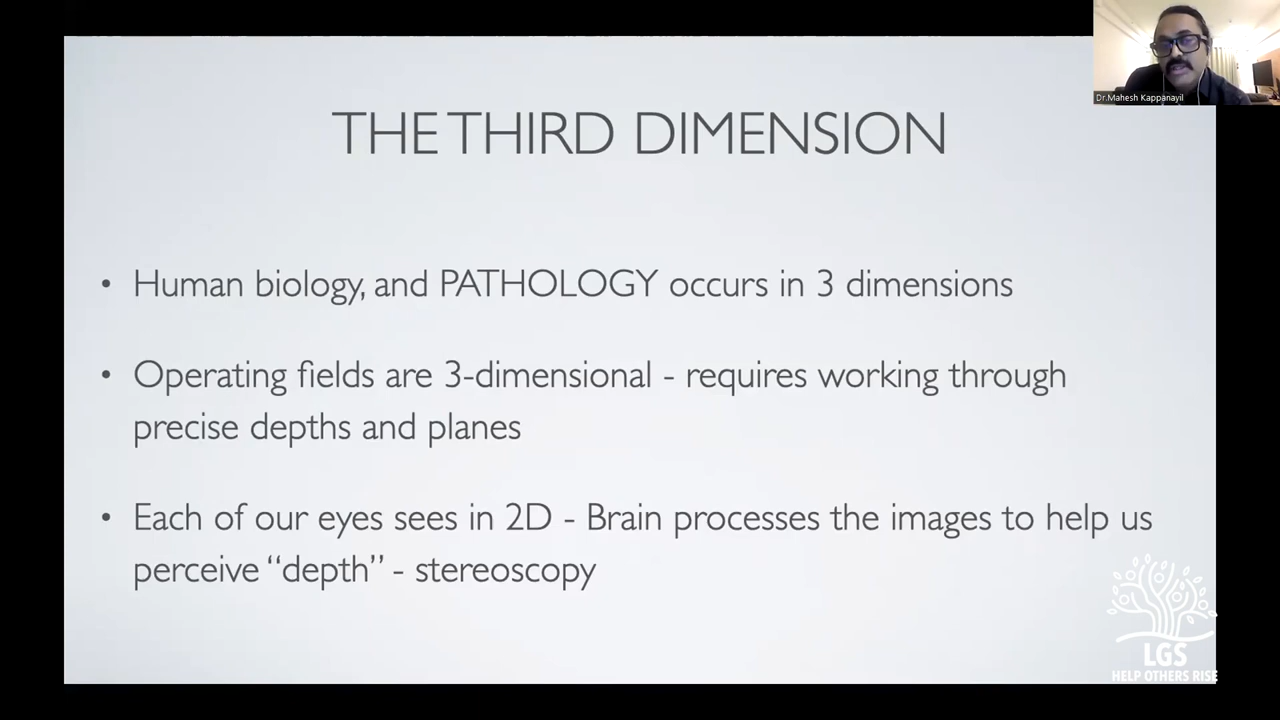 Dr.Mahesh Kappanayil
THE THIRD DIMENSION
• Human biology, and PATHOLOGY occurs in 3 dimensions
• Operating fields are 3-dimensional - requires working through
precise depths and planes
• Each of our eyes sees in 2D - Brain processes the images to help us
perceive “depth” - stereoscopy
LGS
HELP OTHERS RISE